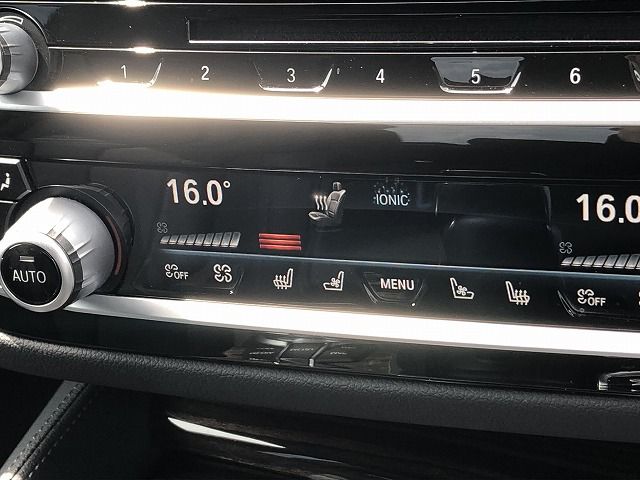 1 2 3 4 5 6
16.0° IONIC 16.0
AUTO
OFF MENU OFF